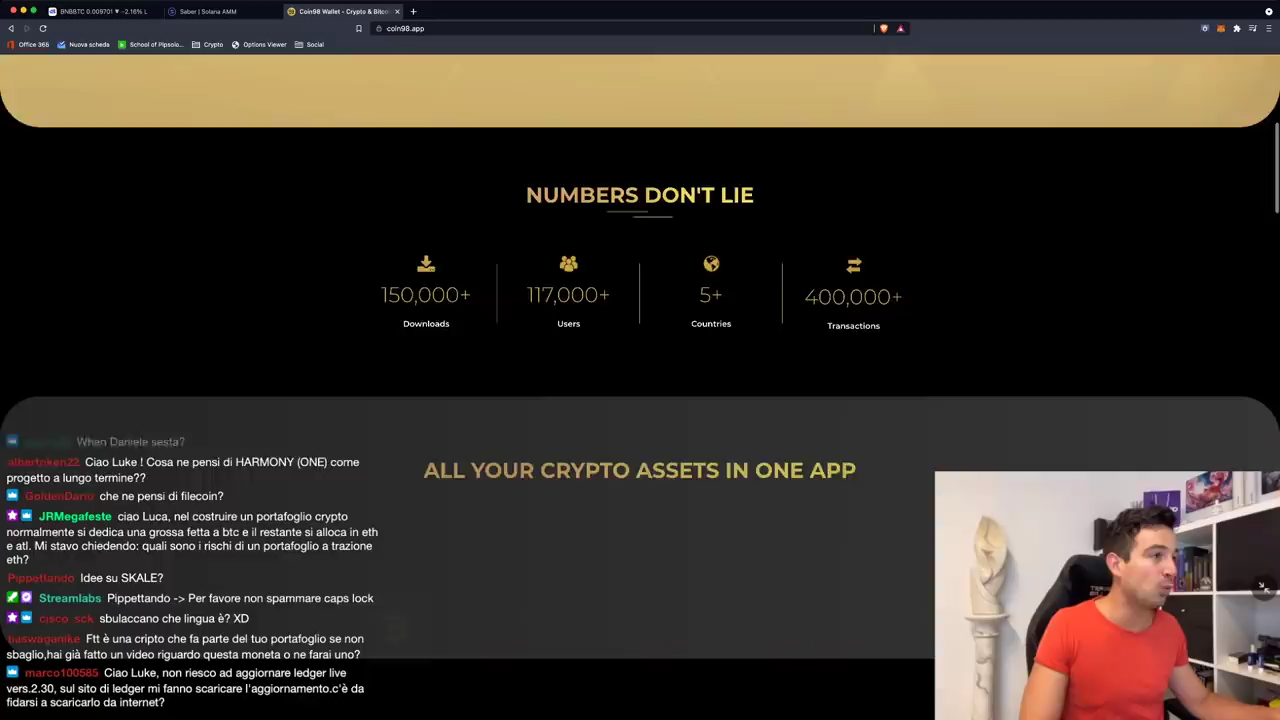 BNBBTC 0.009701 ▼ −2.16% L
Saber | Solana AMM
Coin98 Wallet - Crypto & Bitco
coin98.app
Office 365 Nuova scheda School of Pipsolo... Crypto Options Viewer Social
NUMBERS DON'T LIE
150,000+ 117,000+ 5+ 400,000+
Downloads Users Countries Transactions
ALL YOUR CRYPTO ASSETS IN ONE APP
When Daniele sesta?
albertoken22 Ciao Luke ! Cosa ne pensi di HARMONY (ONE) come
progetto a lungo termine??
GoldenDario che ne pensi di filecoin?
JRMegafeste ciao Luca, nel costruire un portafoglio crypto
normalmente si dedica una grossa fetta a btc e il restante si alloca in eth
e atl. Mi stavo chiedendo: quali sono i rischi di un portafoglio a trazione
eth?
Pippettando Idee su SKALE?
Streamlabs Pippettando -> Per favore non spammare caps lock
cisco_sck sbulaccano che lingua è? XD
Ftt è una cripto che fa parte del tuo portafoglio se non
sbaglio,hai già fatto un video riguardo questa moneta o ne farai uno?
marco100585 Ciao Luke, non riesco ad aggiornare ledger live
vers.2.30, sul sito di ledger mi fanno scaricare l'aggiornamento.c'è da
fidarsi a scaricarlo da internet?